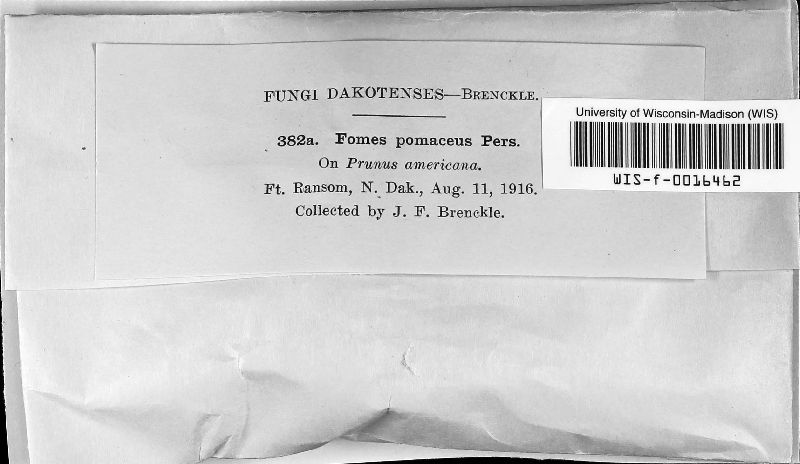 FUNGI DAKOTENSES—BRENCKLE.
382a. Fomes pomaceus Pers.
On Prunus americana.
Ft. Ransom, N. Dak., Aug. 11, 1916.
Collected by J. F. Brenckle.
University of Wisconsin-Madison (WIS)
WIS-f-0016462